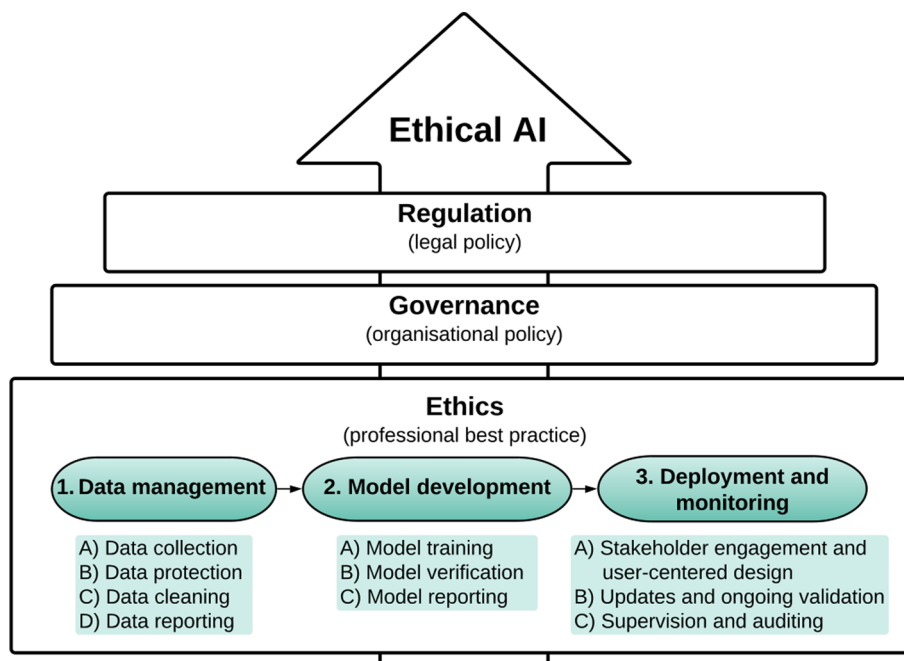 Ethical AI
Regulation
(legal policy)
Governance
(organisational policy)
Ethics
(professional best practice)
1. Data management
A) Data collection
B) Data protection
C) Data cleaning
D) Data reporting
2. Model development
A) Model training
B) Model verification
C) Model reporting
3. Deployment and
monitoring
A) Stakeholder engagement and
user-centered design
B) Updates and ongoing validation
C) Supervision and auditing